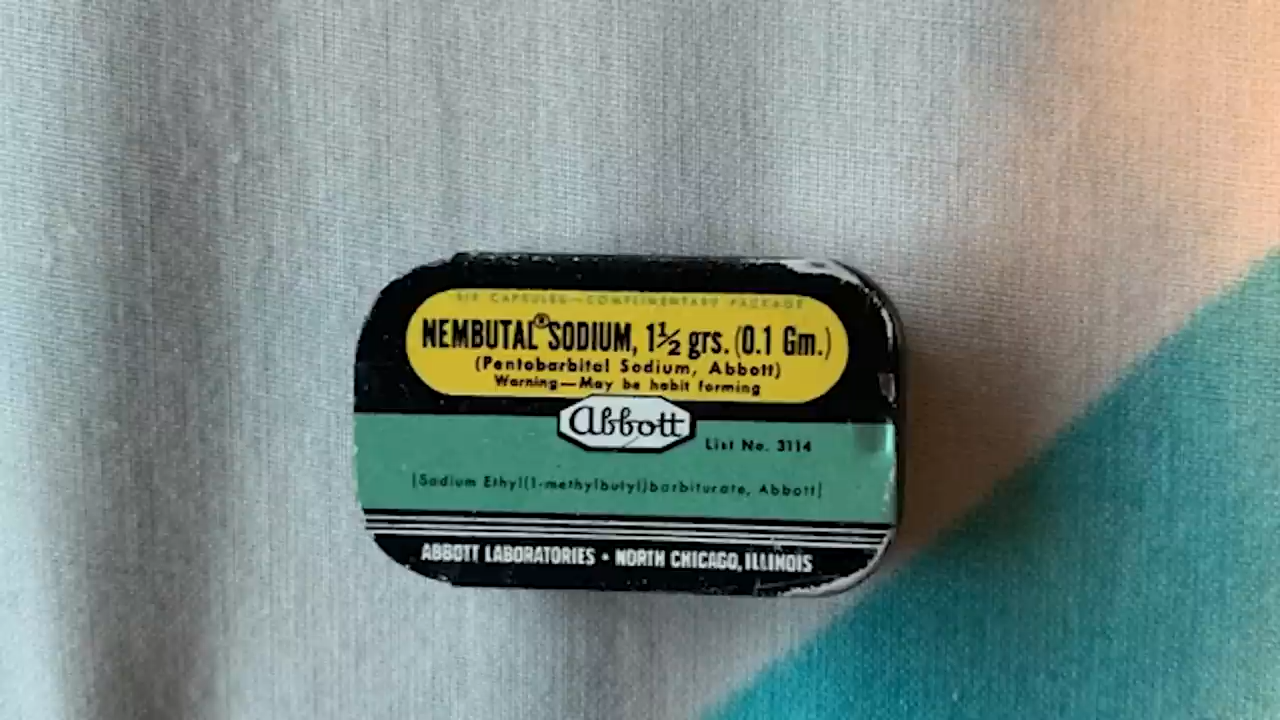 SIX CAPSULES—COMPLIMENTARY PACKAGE
NEMBUTAL® SODIUM, 1½ grs. (0.1 Gm.)
(Pentobarbital Sodium, Abbott)
Warning—May be habit forming
abbott
List No. 3114
[Sodium Ethyl(1-methylbutyl)barbiturate, Abbott]
ABBOTT LABORATORIES • NORTH CHICAGO, ILLINOIS